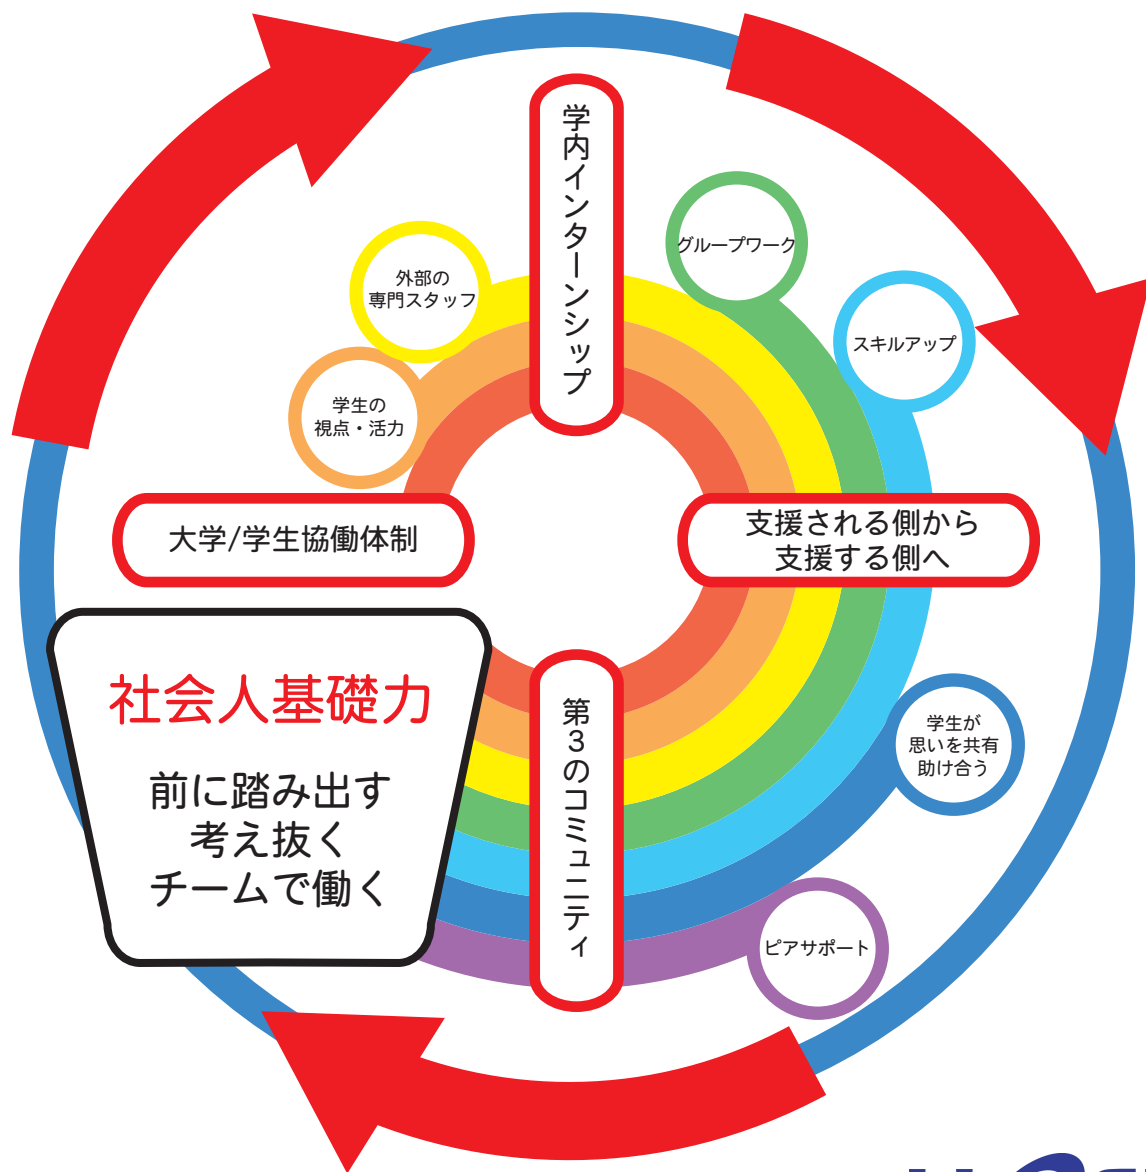 学内インターンシップ
グループワーク
外部の
専門スタッフ
スキルアップ
学生の
視点・活力
大学/学生協働体制
支援される側から
支援する側へ
社会人基礎力
前に踏み出す
考え抜く
チームで働く
第3のコミュニティ
学生が
思いを共有
助け合う
ピアサポート